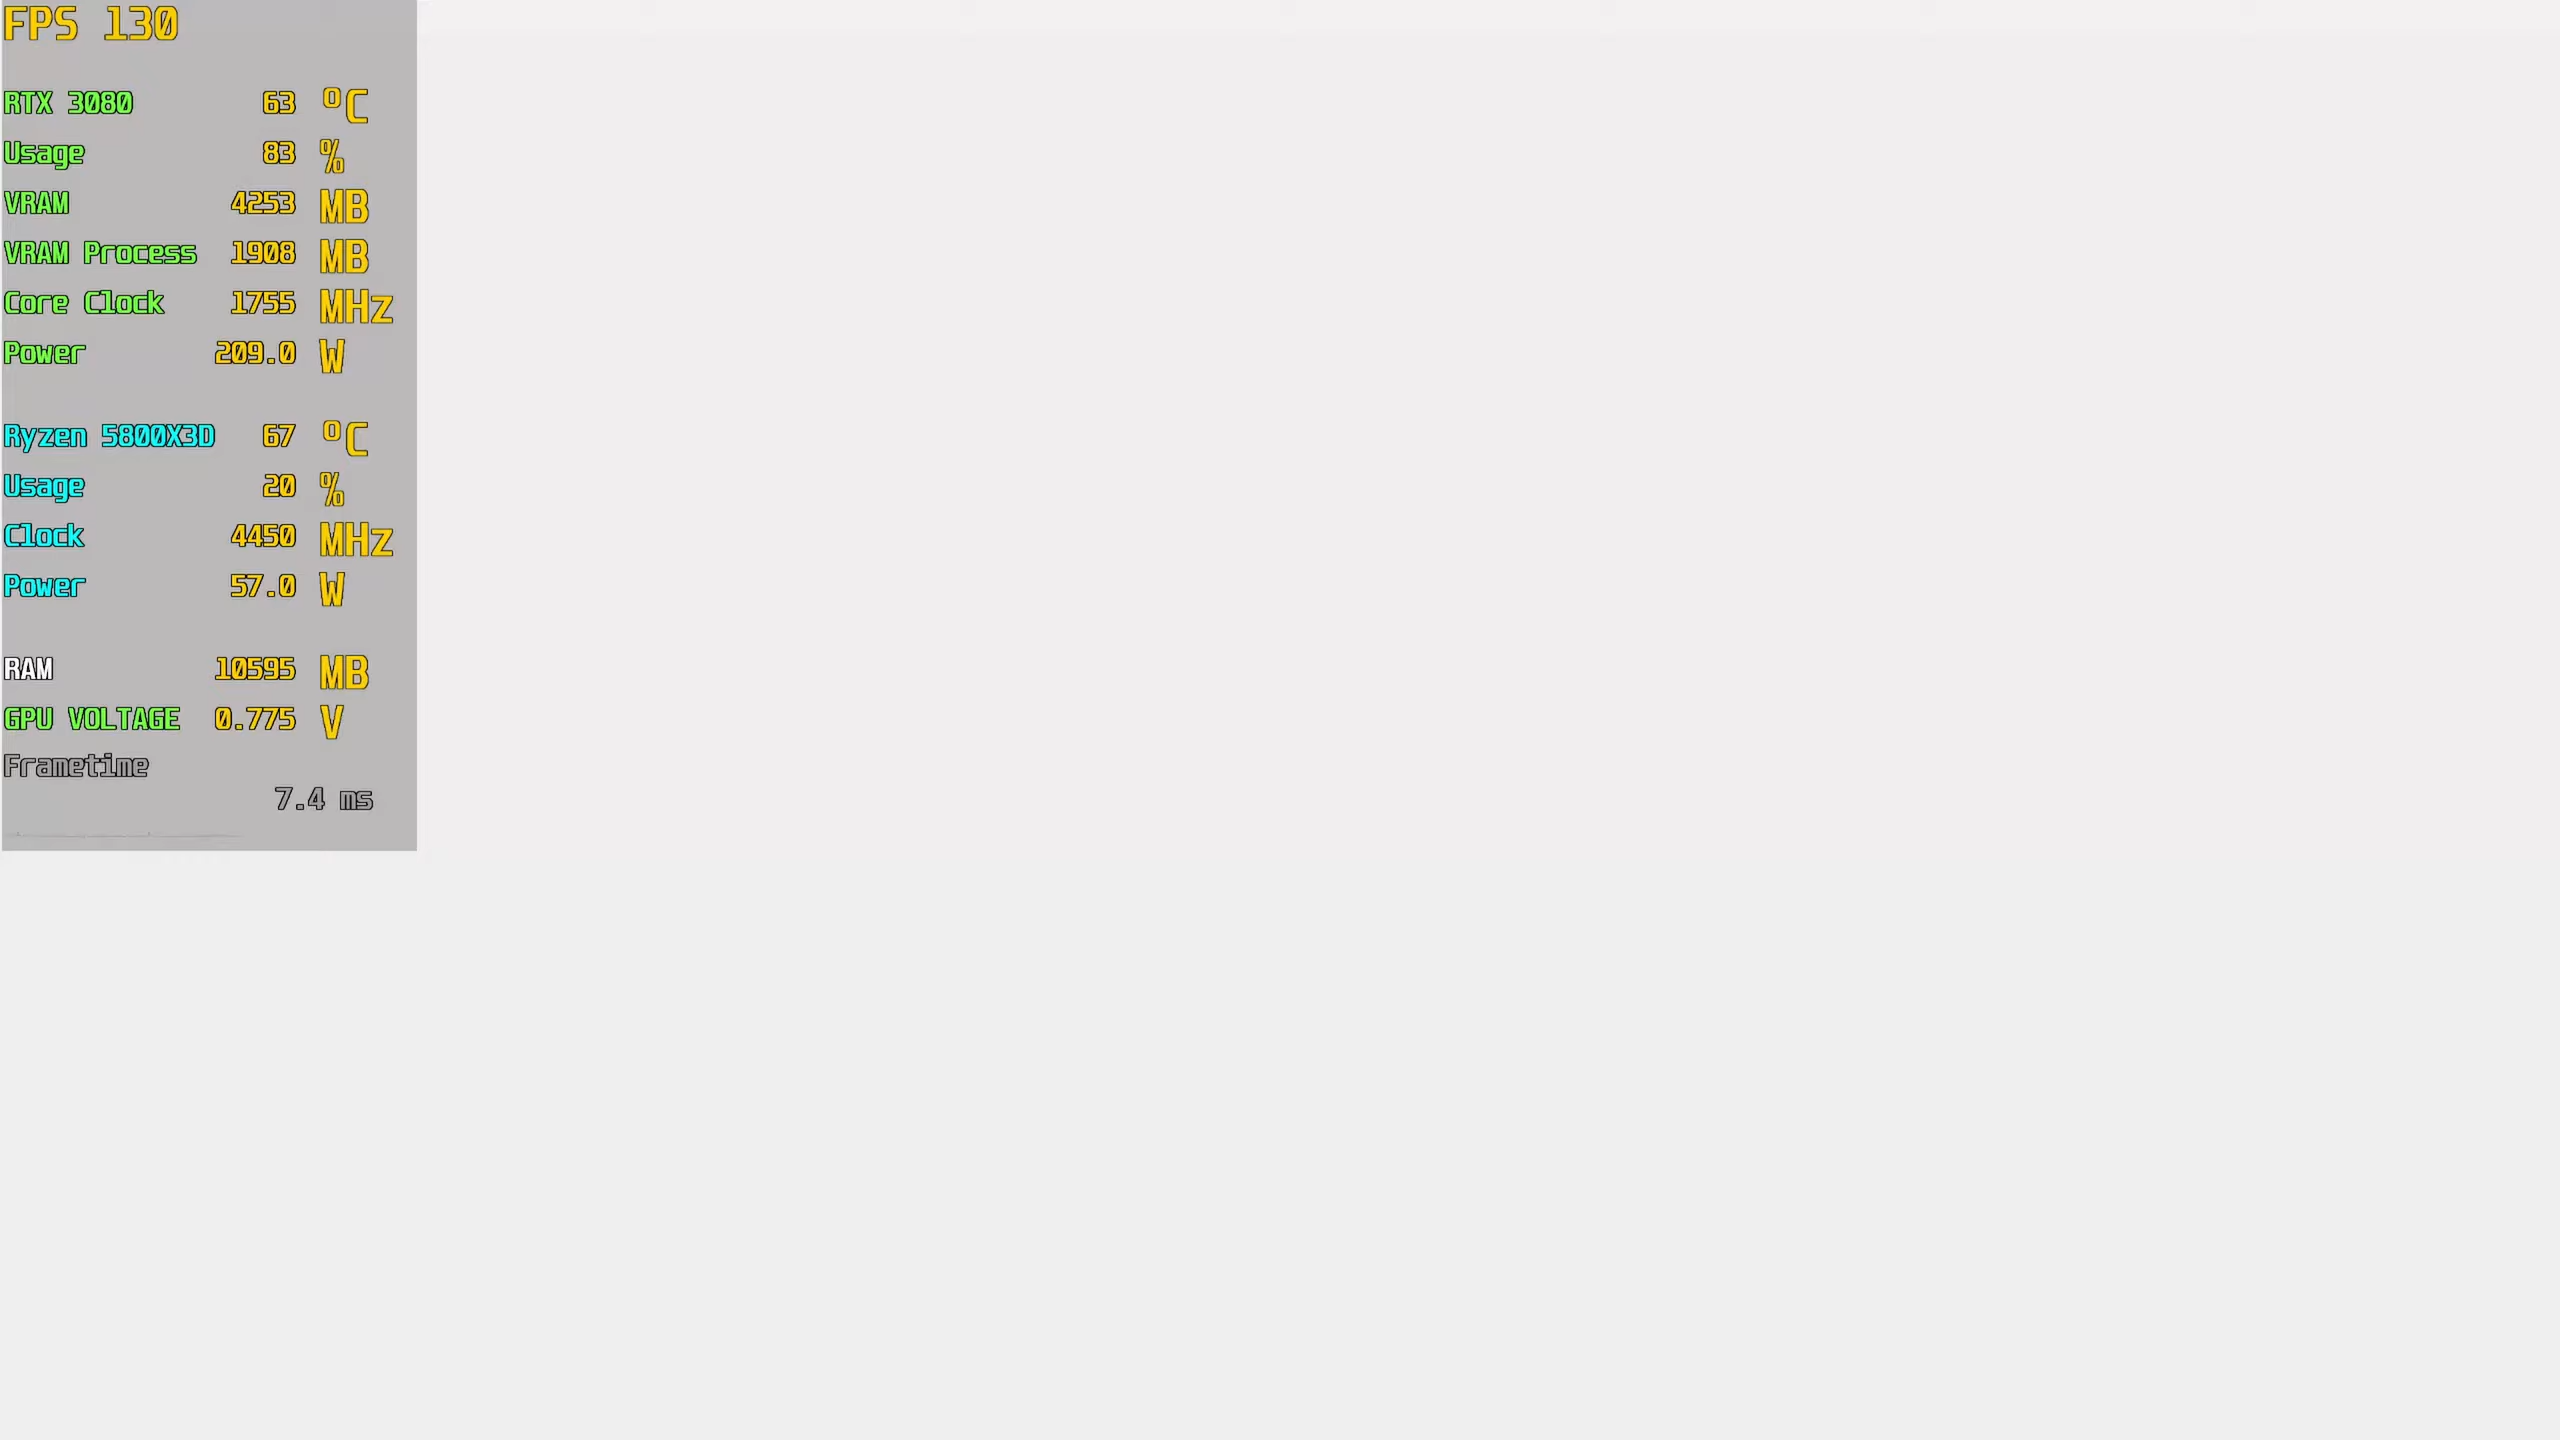 FPS 130
RTX 3080 63 °C
Usage 83 %
VRAM 4253 MB
VRAM Process 1908 MB
Core Clock 1755 MHz
Power 209.0 W
Ryzen 5800X3D 67 °C
Usage 20 %
Clock 4450 MHz
Power 57.0 W
RAM 10595 MB
GPU VOLTAGE 0.775 V
Frametime
7.4 ms